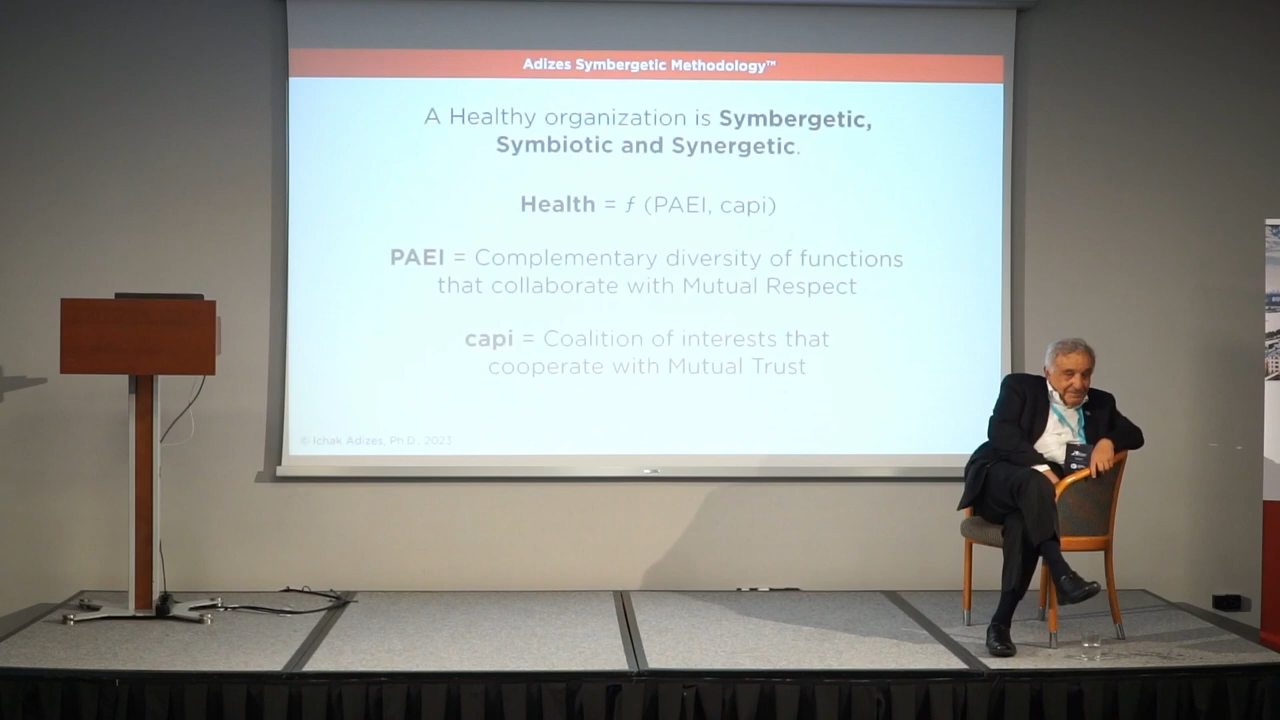 Adizes Symbergetic Methodology™
A Healthy organization is Symbergetic,
Symbiotic and Synergetic.
Health = ƒ (PAEI, capi)
PAEI = Complementary diversity of functions
that collaborate with Mutual Respect
capi = Coalition of interests that
cooperate with Mutual Trust
© Ichak Adizes, Ph.D., 2023